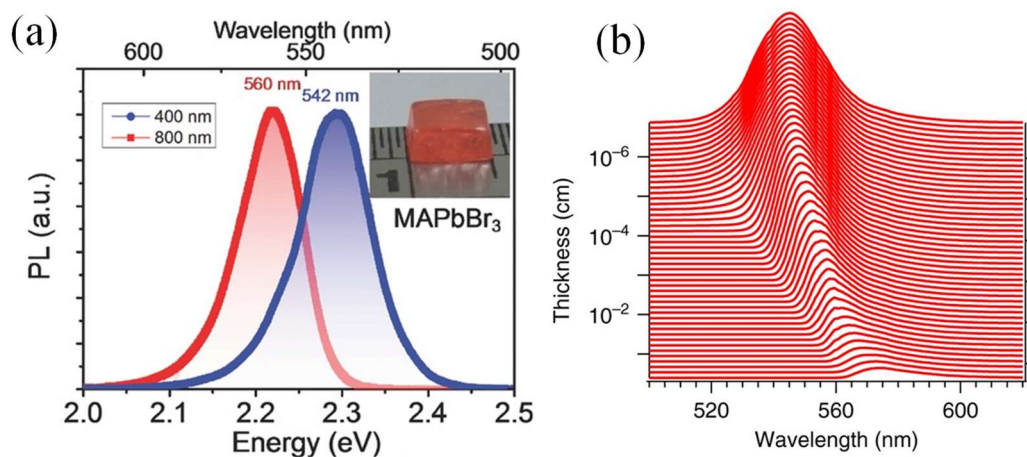 (a)
Wavelength (nm)
600
550
500
560 nm
542 nm
400 nm
800 nm
MAPbBr₃
PL (a.u.)
2.0
2.1
2.2
2.3
2.4
2.5
Energy (eV)
(b)
Thickness (cm)
10⁻⁶
10⁻⁴
10⁻²
520
560
600
Wavelength (nm)